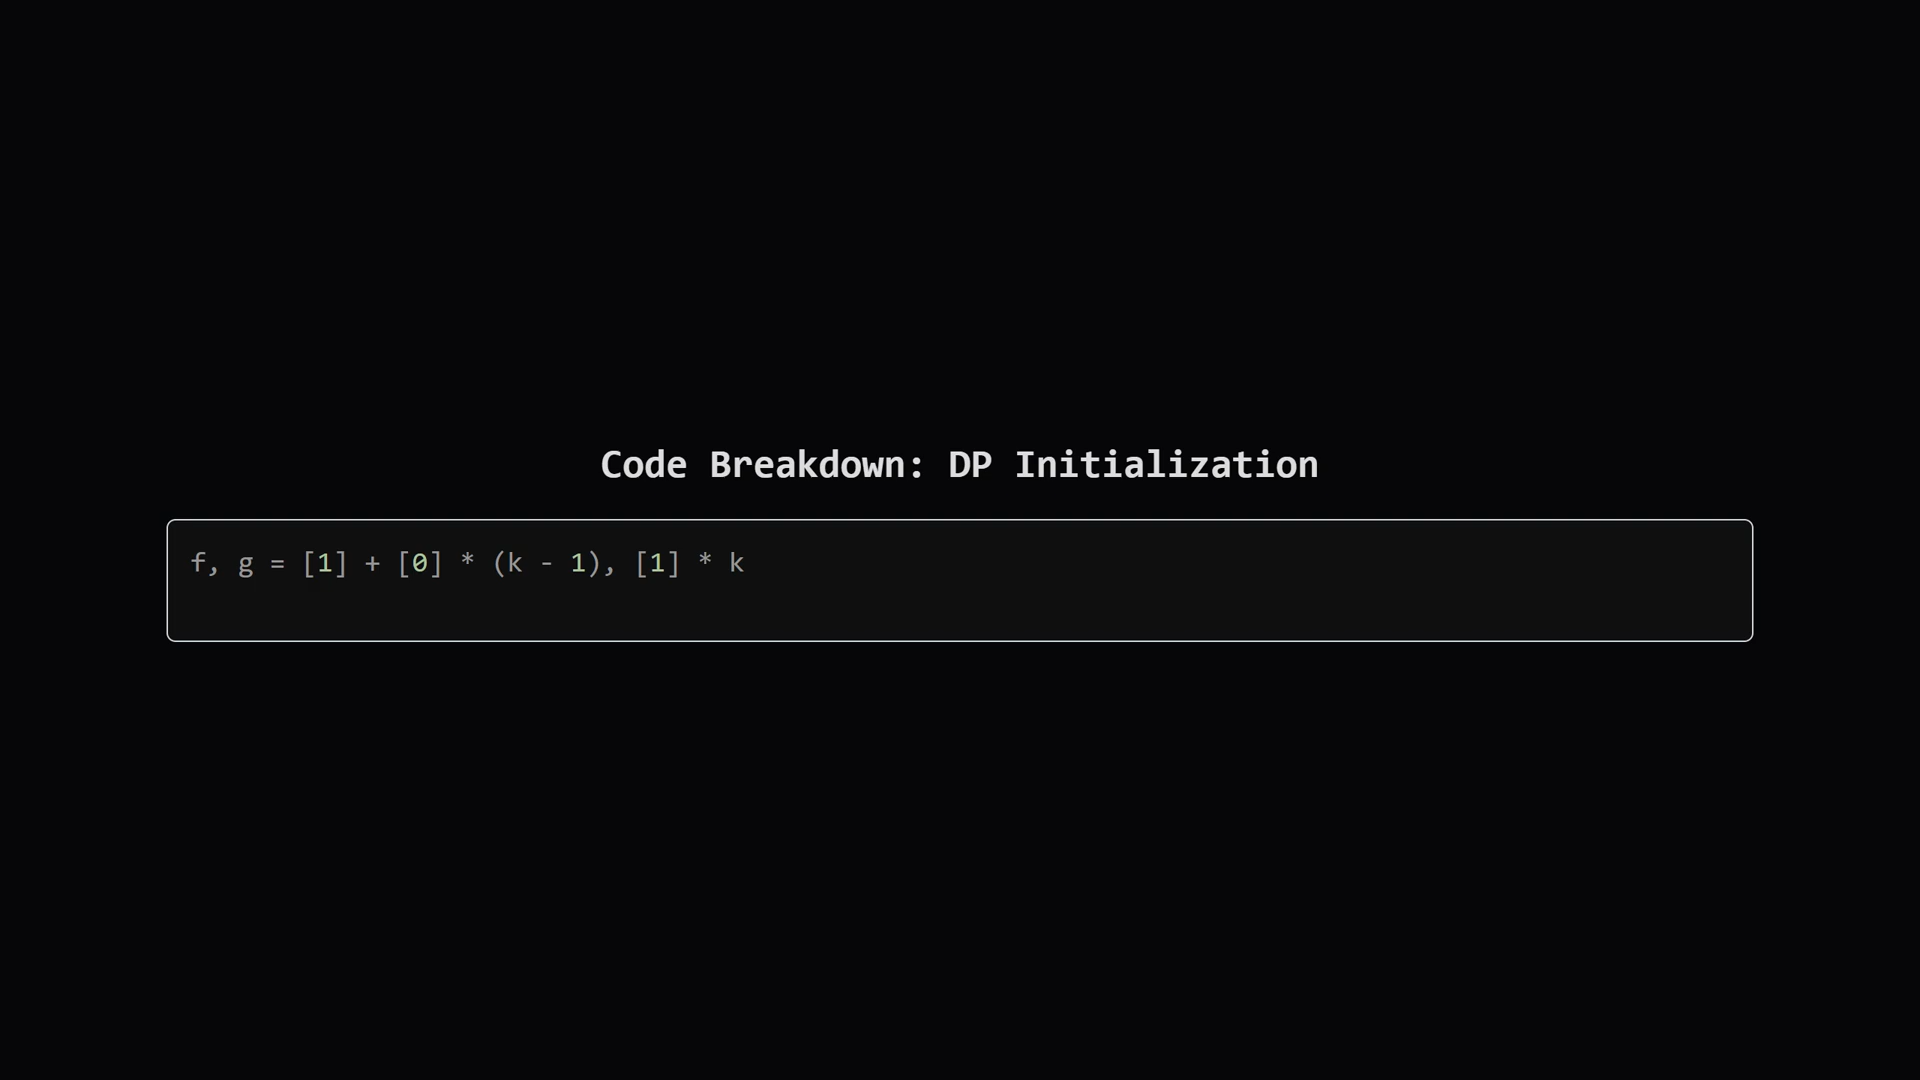 Code Breakdown: DP Initialization
f, g = [1] + [0] * (k - 1), [1] * k